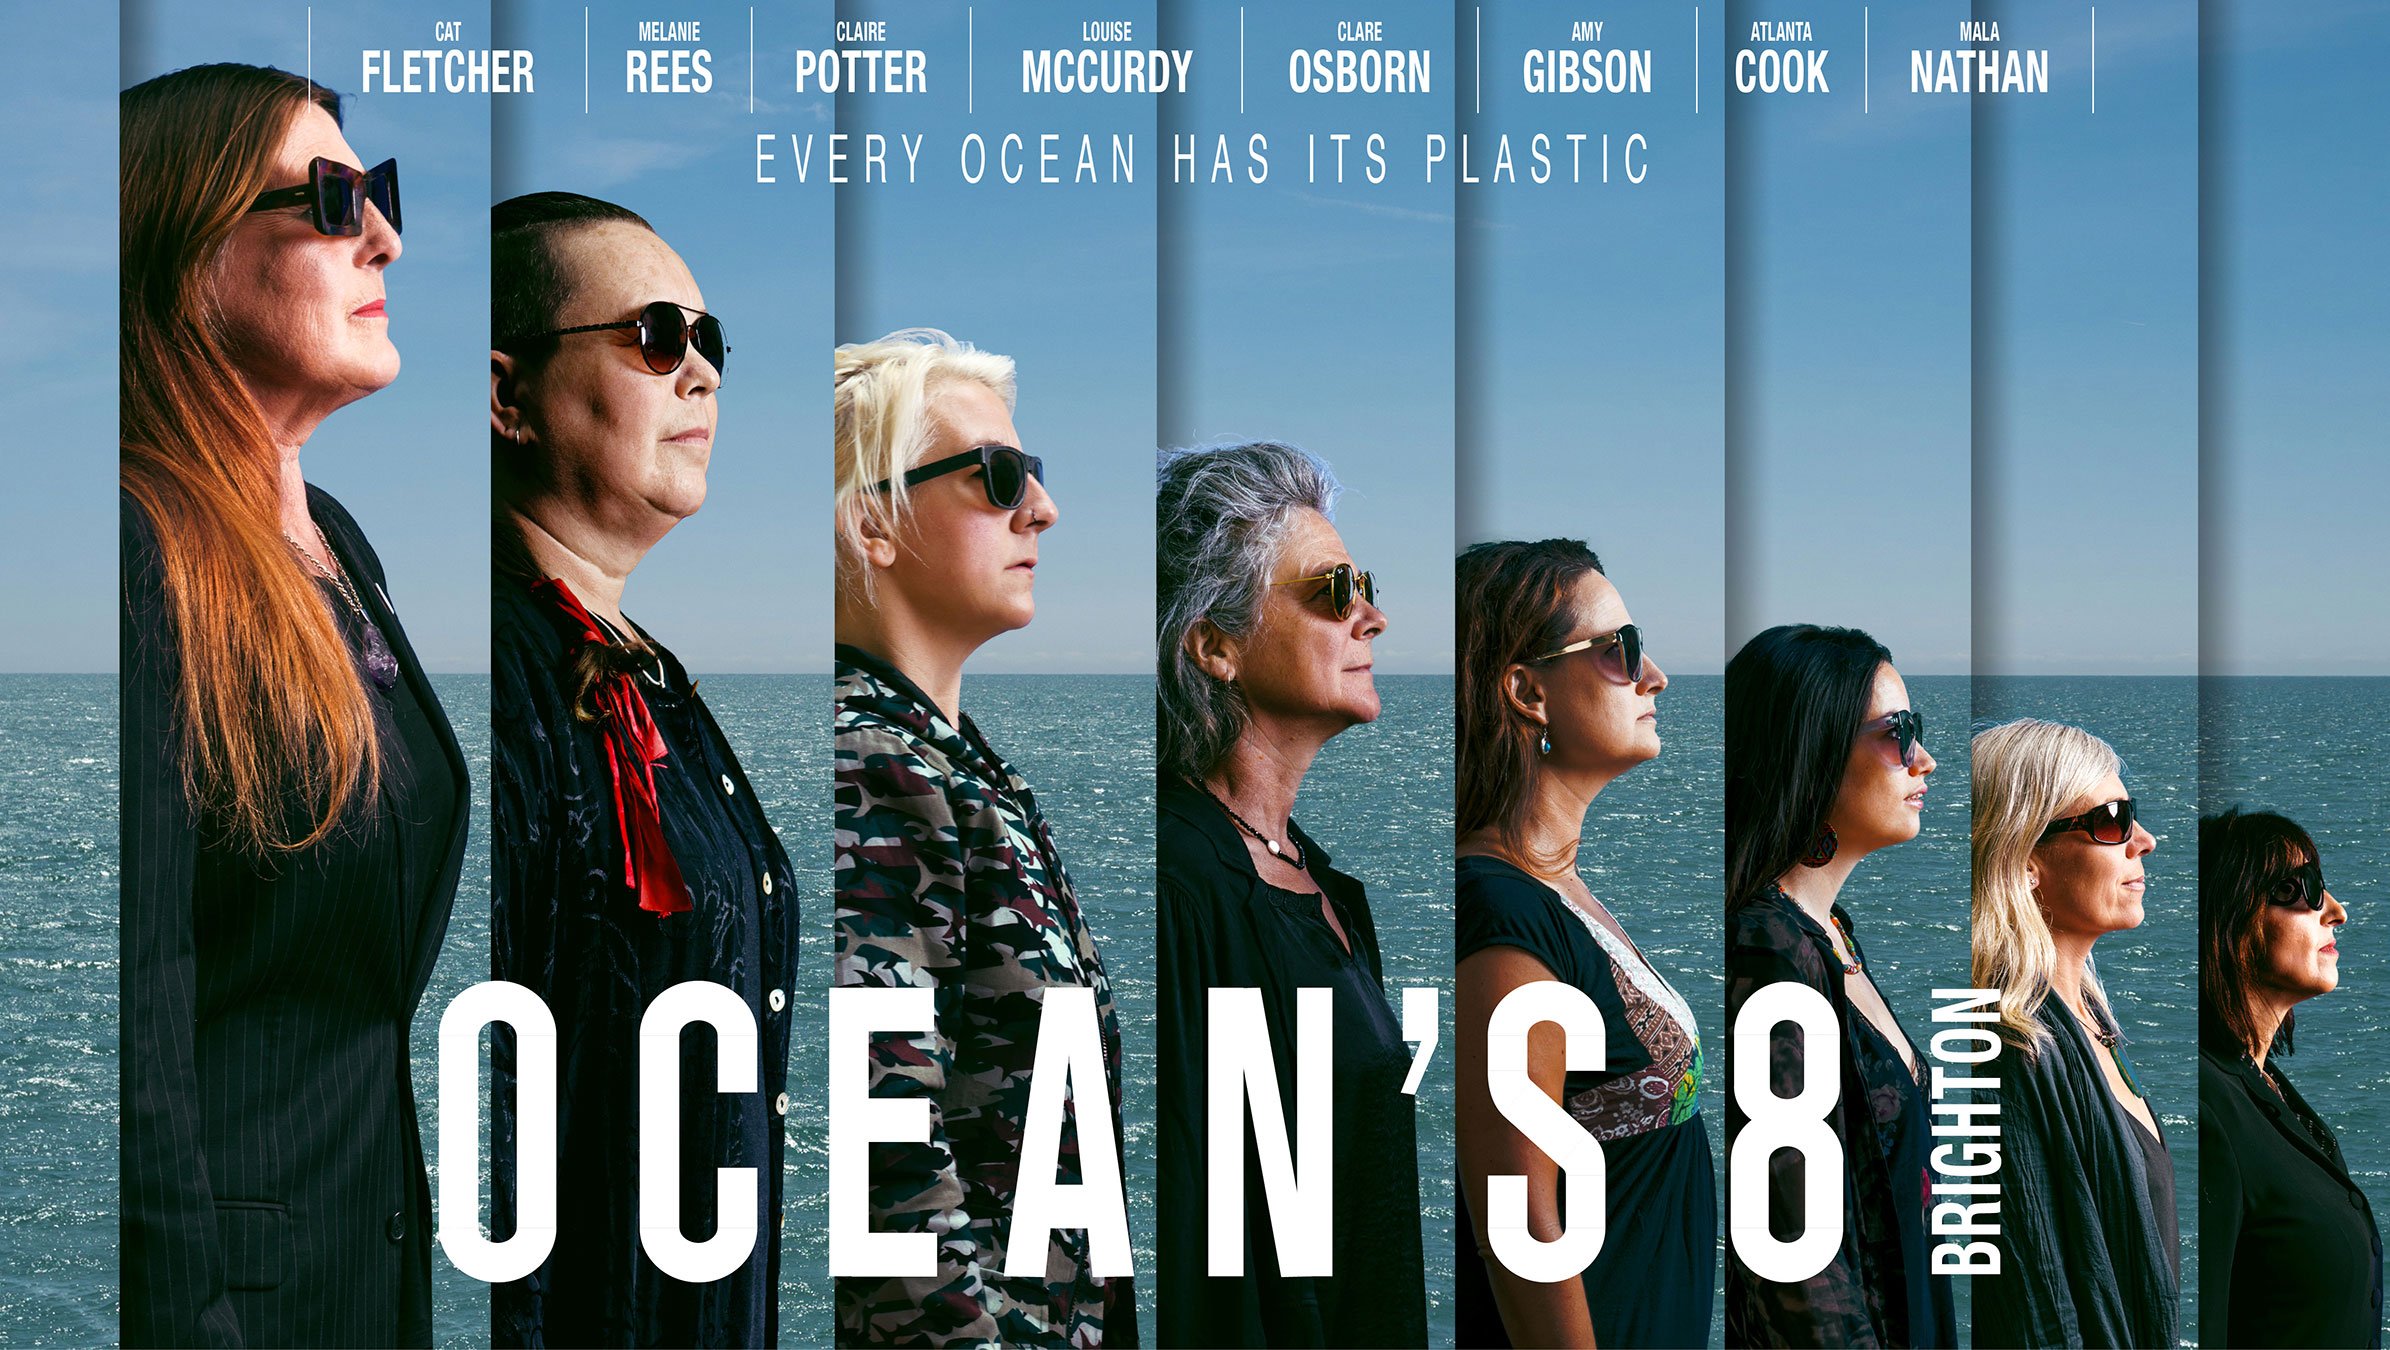 CAT
FLETCHER
MELANIE
REES
CLAIRE
POTTER
LOUISE
MCCURDY
CLARE
OSBORN
AMY
GIBSON
ATLANTA
COOK
MALA
NATHAN
EVERY OCEAN HAS ITS PLASTIC
OCEAN'S 8
BRIGHTON